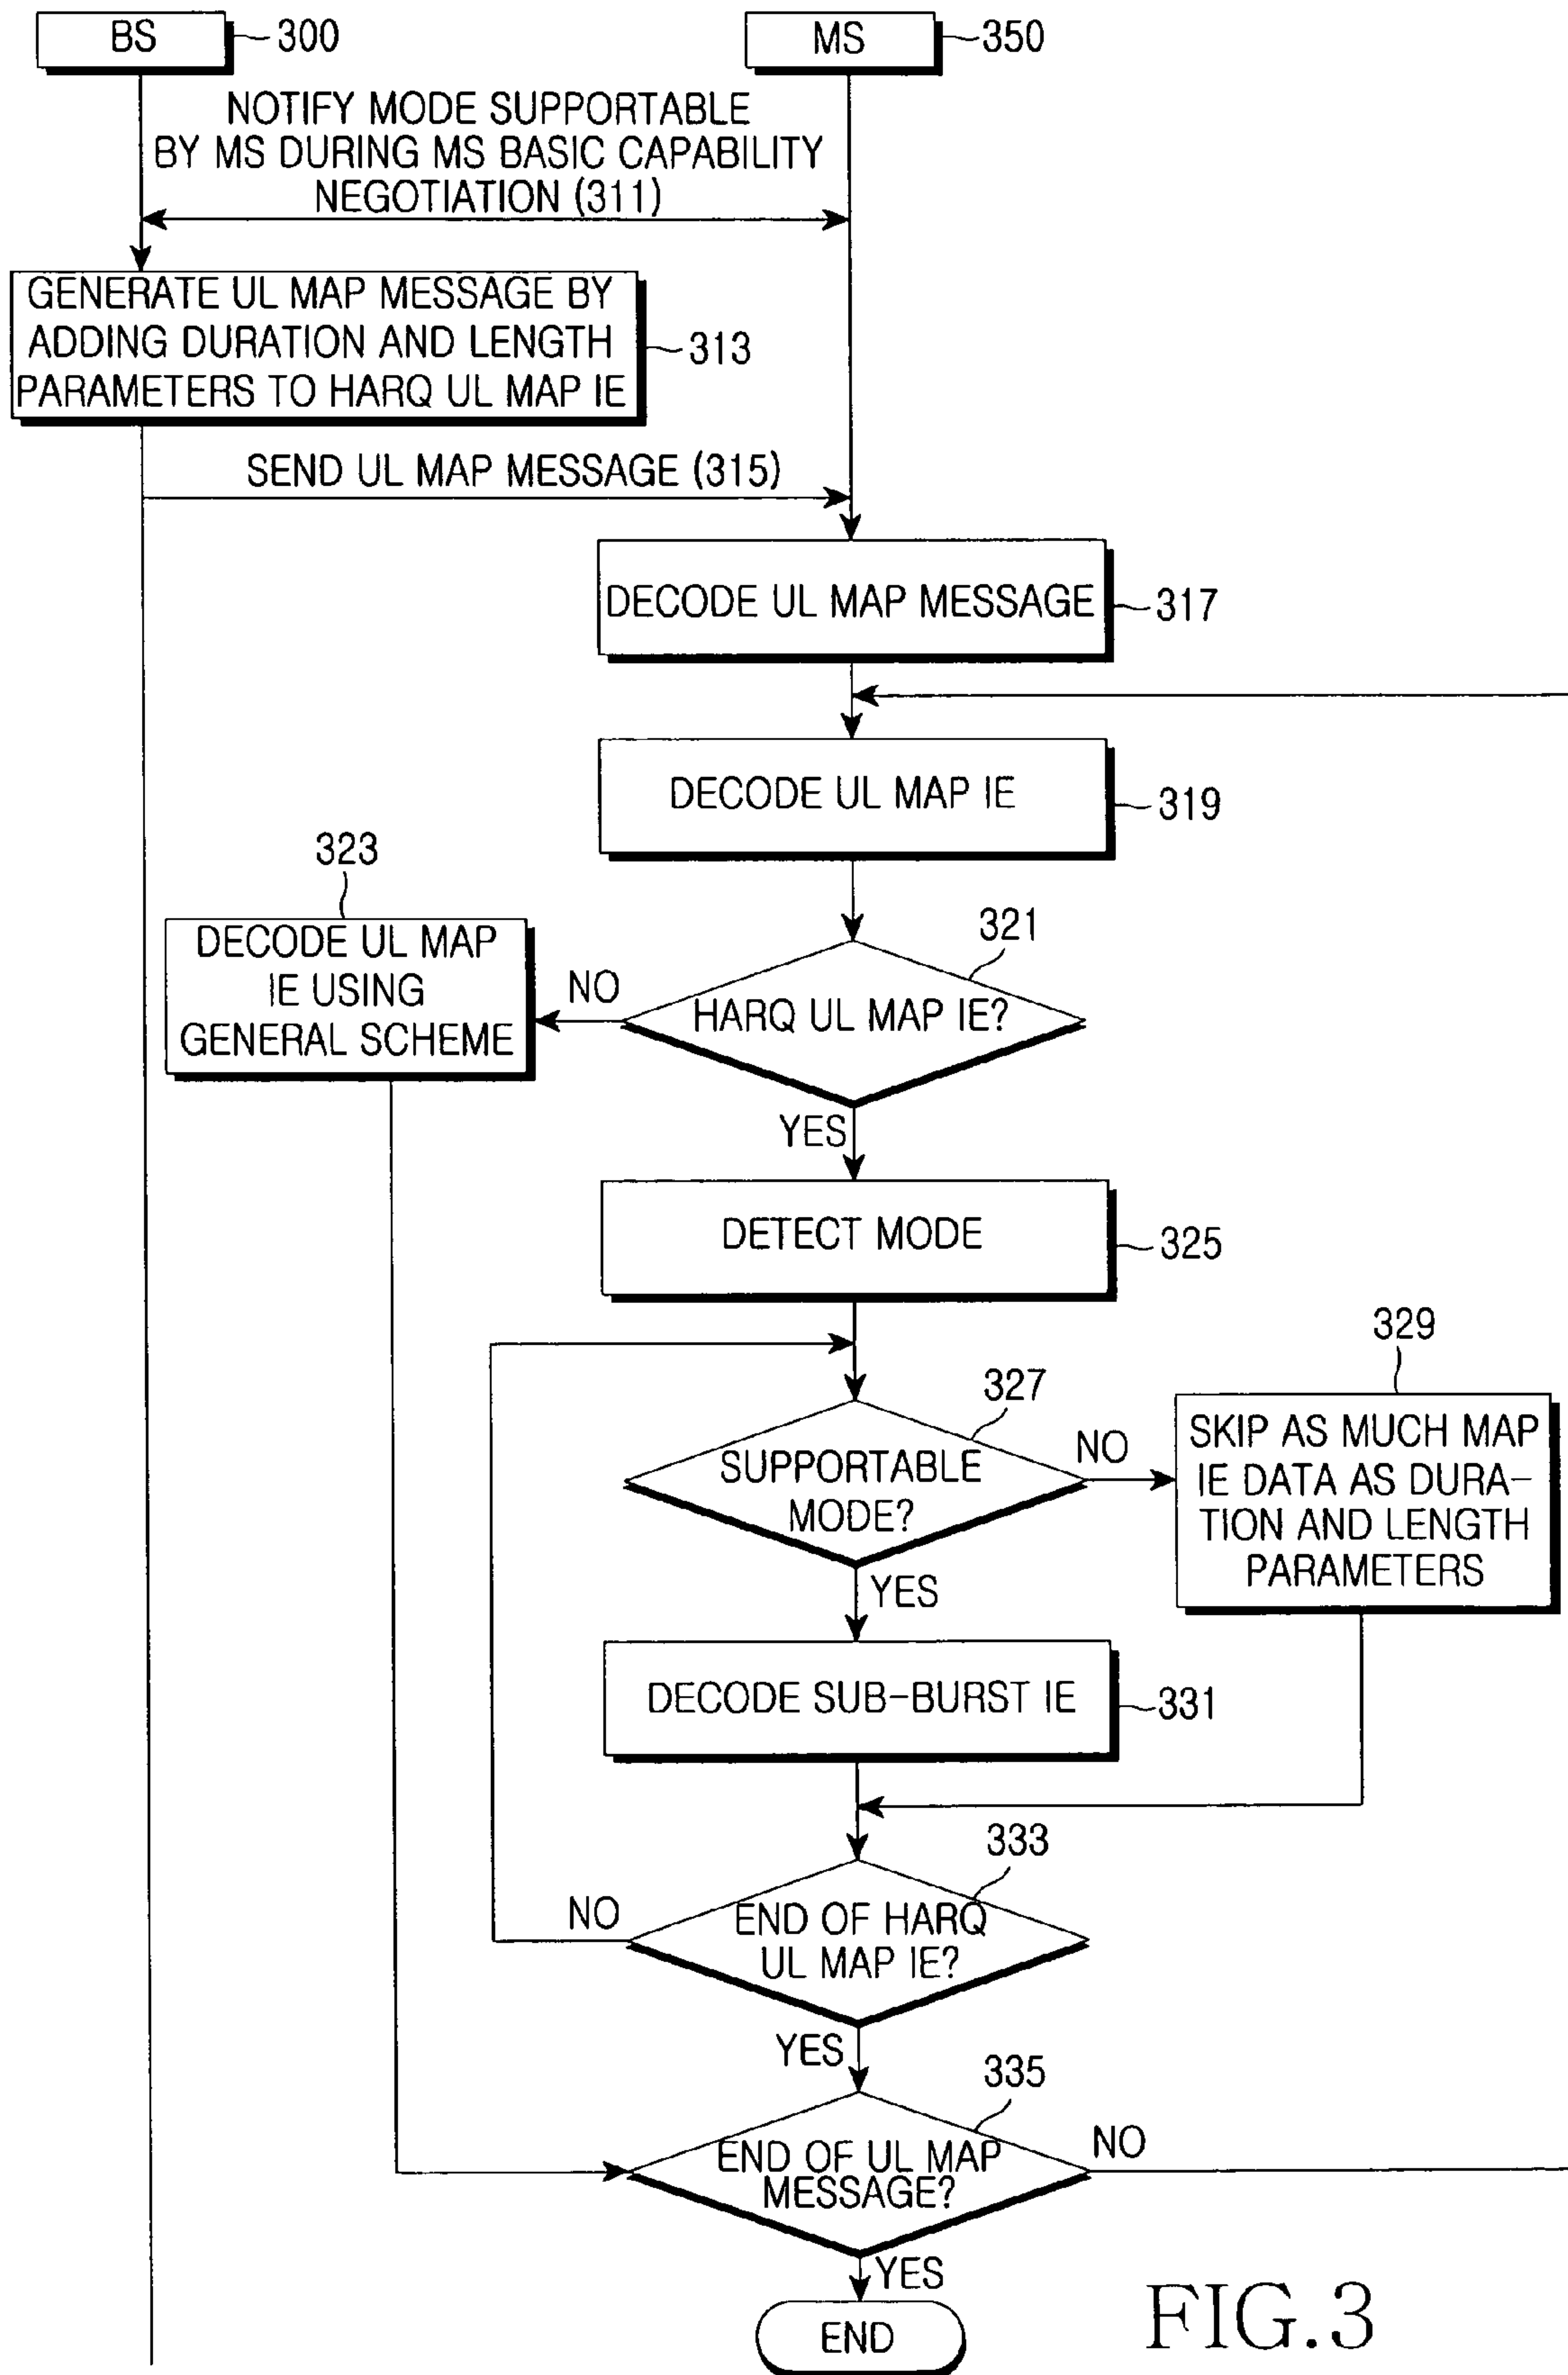 BS
300
MS
350
NOTIFY MODE SUPPORTABLE
BY MS DURING MS BASIC CAPABILITY
NEGOTIATION (311)
GENERATE UL MAP MESSAGE BY
ADDING DURATION AND LENGTH
PARAMETERS TO HARQ UL MAP IE
313
SEND UL MAP MESSAGE (315)
DECODE UL MAP MESSAGE
317
DECODE UL MAP IE
319
323
DECODE UL MAP
IE USING
GENERAL SCHEME
NO
321
HARQ UL MAP IE?
YES
DETECT MODE
325
327
SUPPORTABLE
MODE?
NO
329
SKIP AS MUCH MAP
IE DATA AS DURA-
TION AND LENGTH
PARAMETERS
YES
DECODE SUB-BURST IE
331
333
END OF HARQ
UL MAP IE?
NO
YES
335
END OF UL MAP
MESSAGE?
NO
YES
END
FIG.3